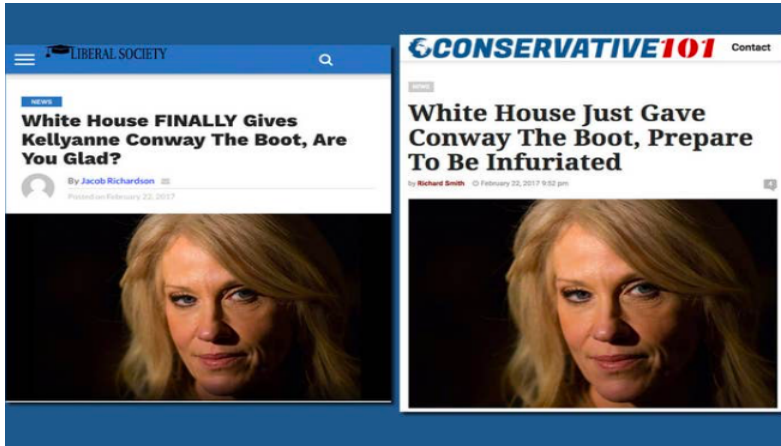 LIBERAL SOCIETY
NEWS
White House FINALLY Gives
Kellyanne Conway The Boot, Are
You Glad?
By Jacob Richardson
Posted on February 22, 2017
CONSERVATIVE101
Contact
NEWS
White House Just Gave
Conway The Boot, Prepare
To Be Infuriated
by Richard Smith February 22, 2017 9:52 pm